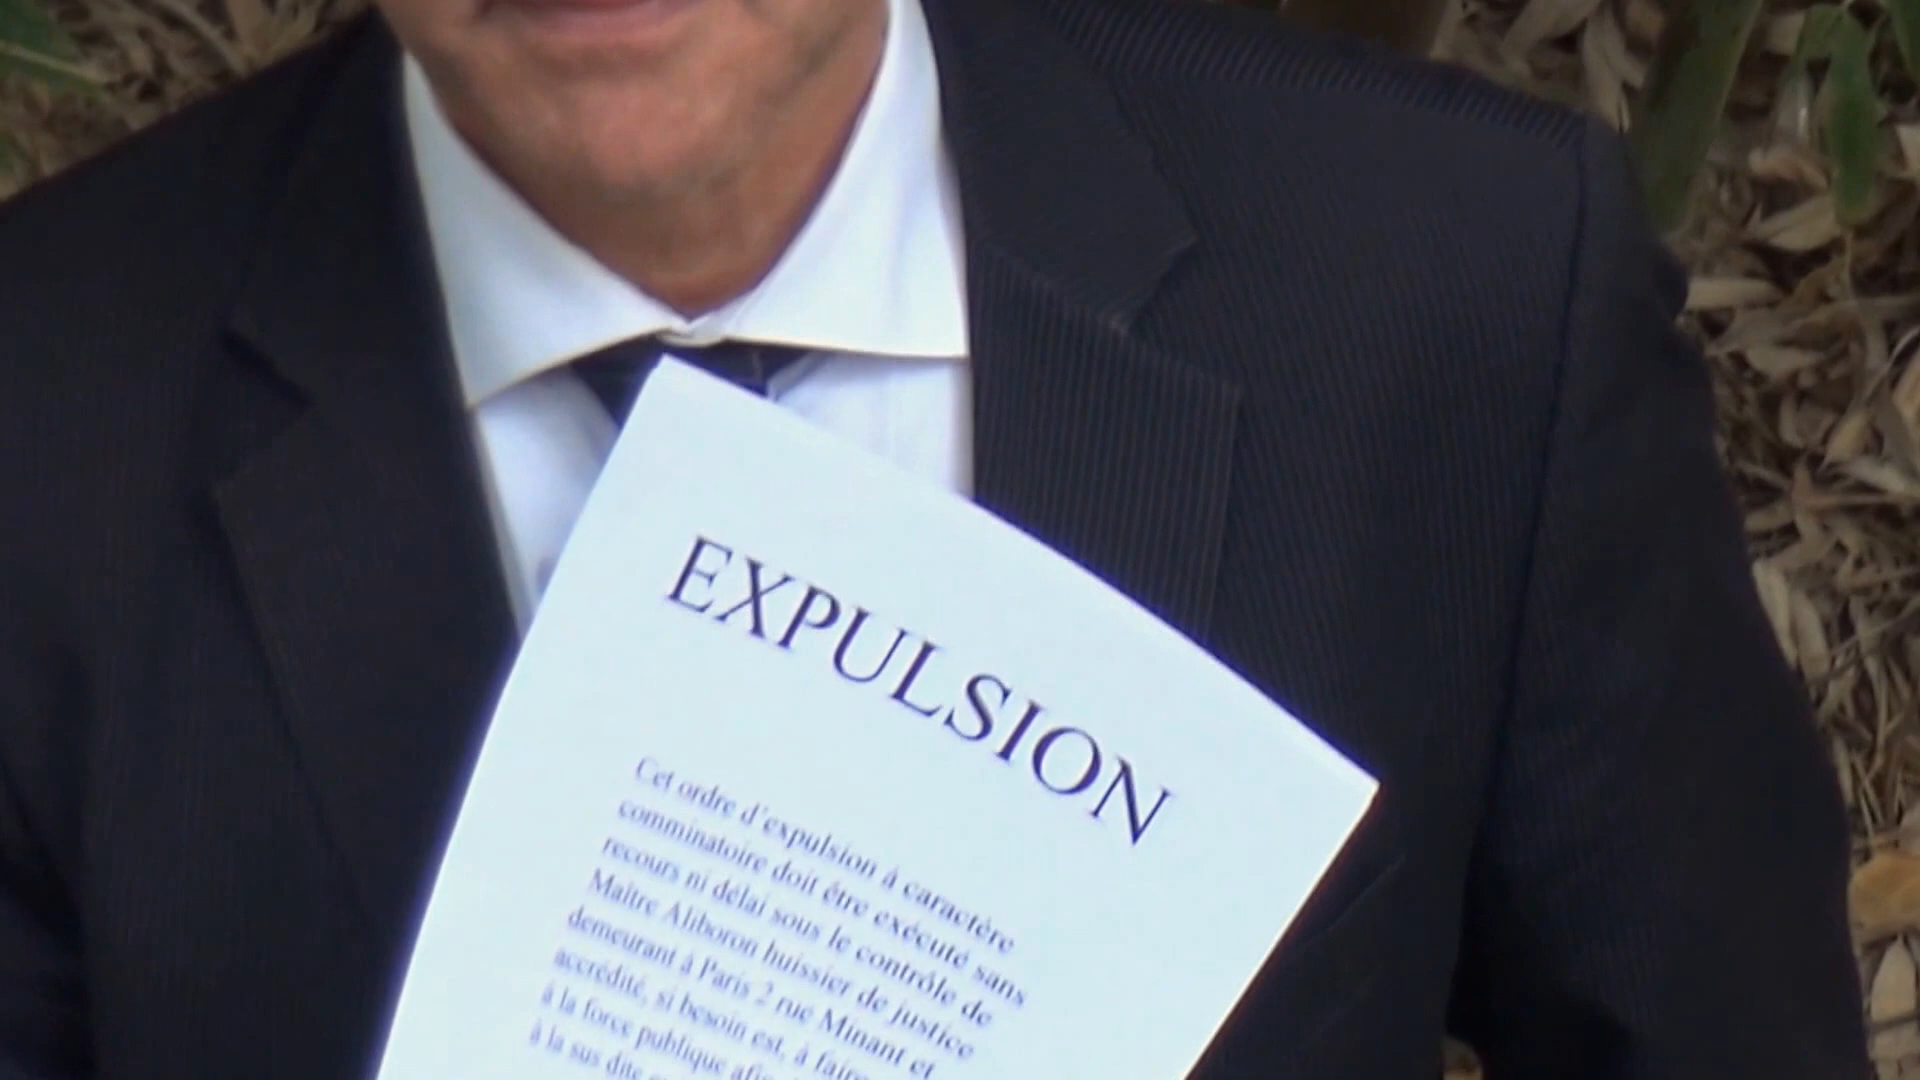 EXPULSION
Cet ordre d'expulsion à caractère
comminatoire doit être exécuté sans
recours ni délai sous le contrôle de
Maître Aliboron huissier de justice
demeurant à Paris 2 rue Minant et
accrédité, si besoin est, à faire
à la force publique
à la sus dite